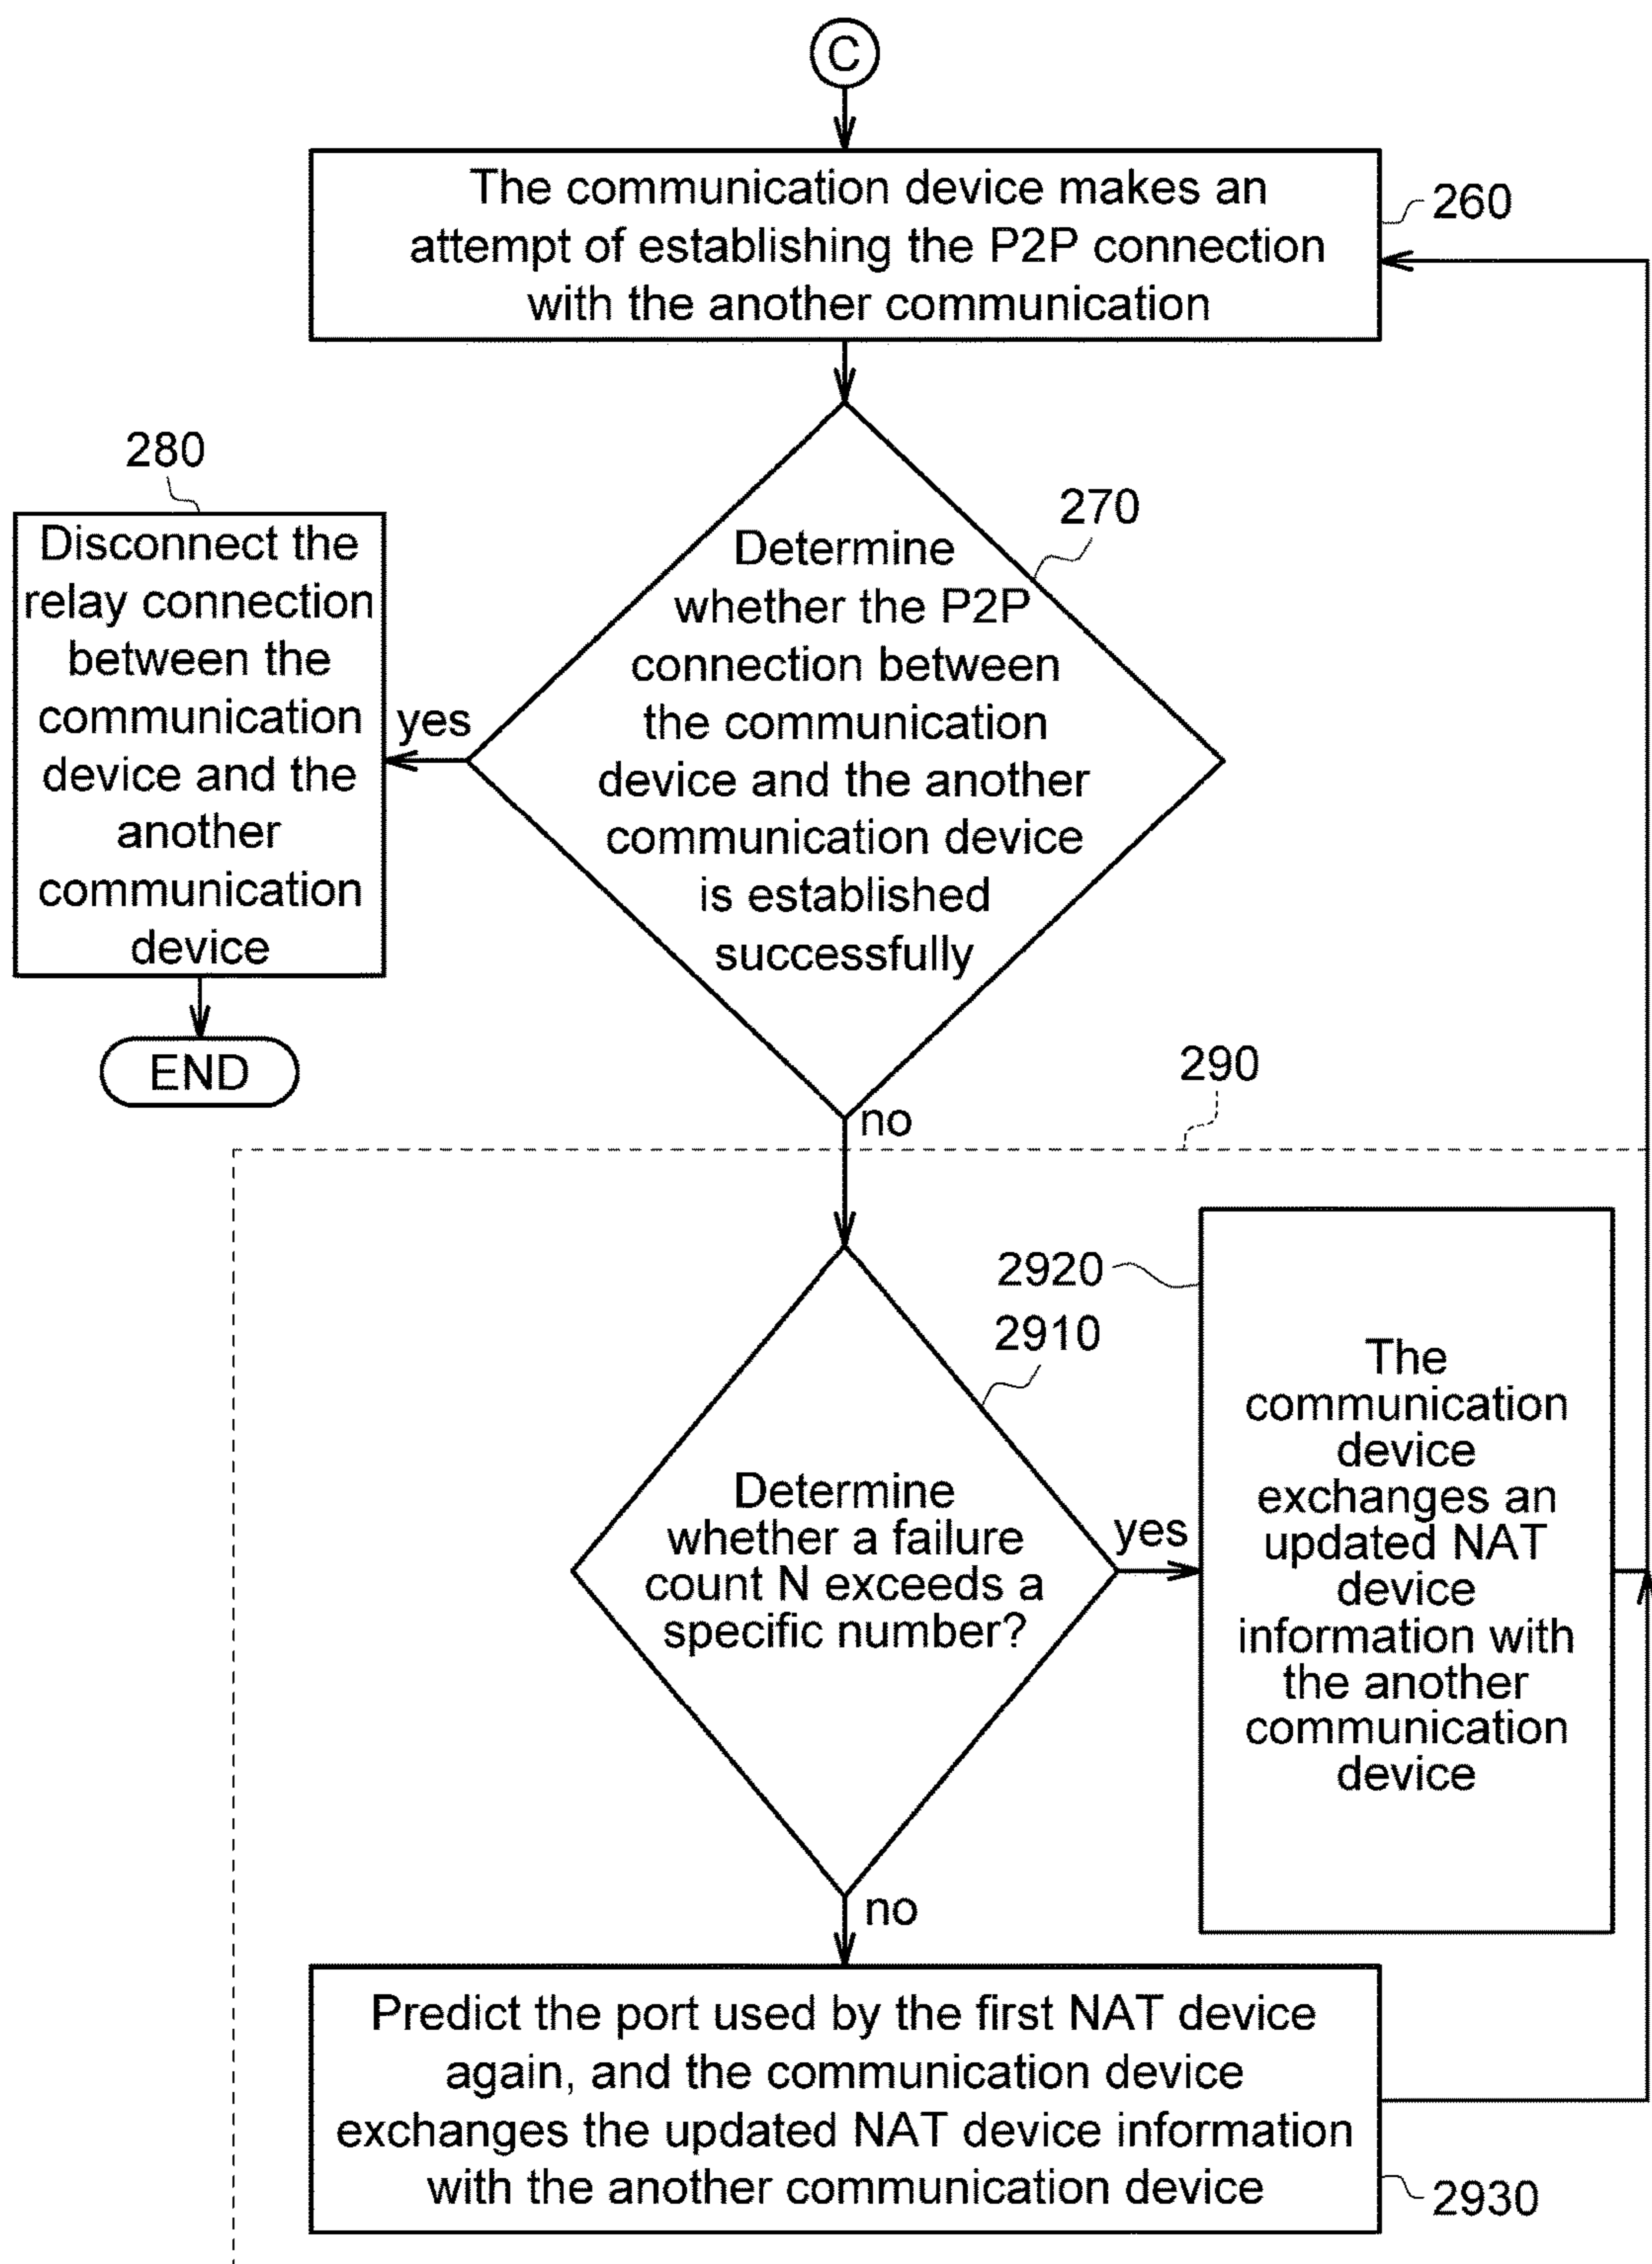 C
The communication device makes an
attempt of establishing the P2P connection
with the another communication
260
280
Disconnect the
relay connection
between the
communication
device and the
another
communication
device
yes
270
Determine
whether the P2P
connection between
the communication
device and the another
communication device
is established
successfully
END
no
290
2920
2910
Determine
whether a failure
count N exceeds a
specific number?
yes
The
communication
device
exchanges an
updated NAT
device
information with
the another
communication
device
no
Predict the port used by the first NAT device
again, and the communication device
exchanges the updated NAT device information
with the another communication device
2930